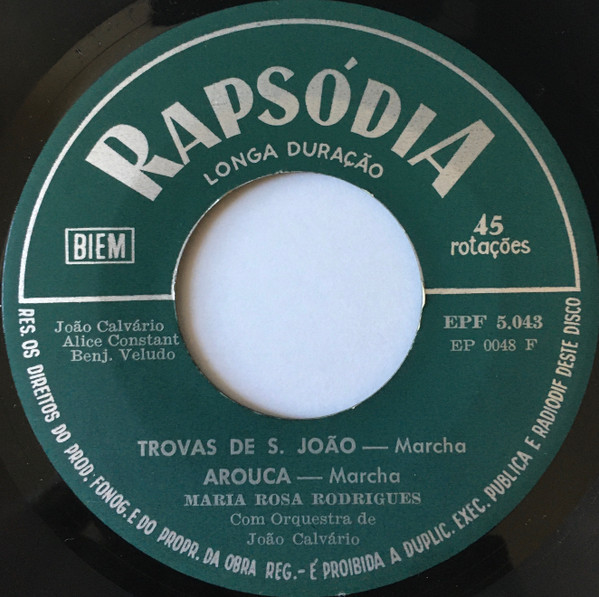 RAPSÓDIA
LONGA DURAÇÃO
BIEM
45
rotações
João Calvário
Alice Constant
Benj. Veludo
EPF 5.043
EP 0048 F
TROVAS DE S. JOÃO — Marcha
AROUCA — Marcha
MARIA ROSA RODRIGUES
Com Orquestra de
João Calvário
RES. OS DIREITOS DO PROD. FONOG. E DO PROPR. DA OBRA REG. - É PROIBIDA A DUPLIC. EXEC. PUBLICA E RADIODIF DESTE DISCO